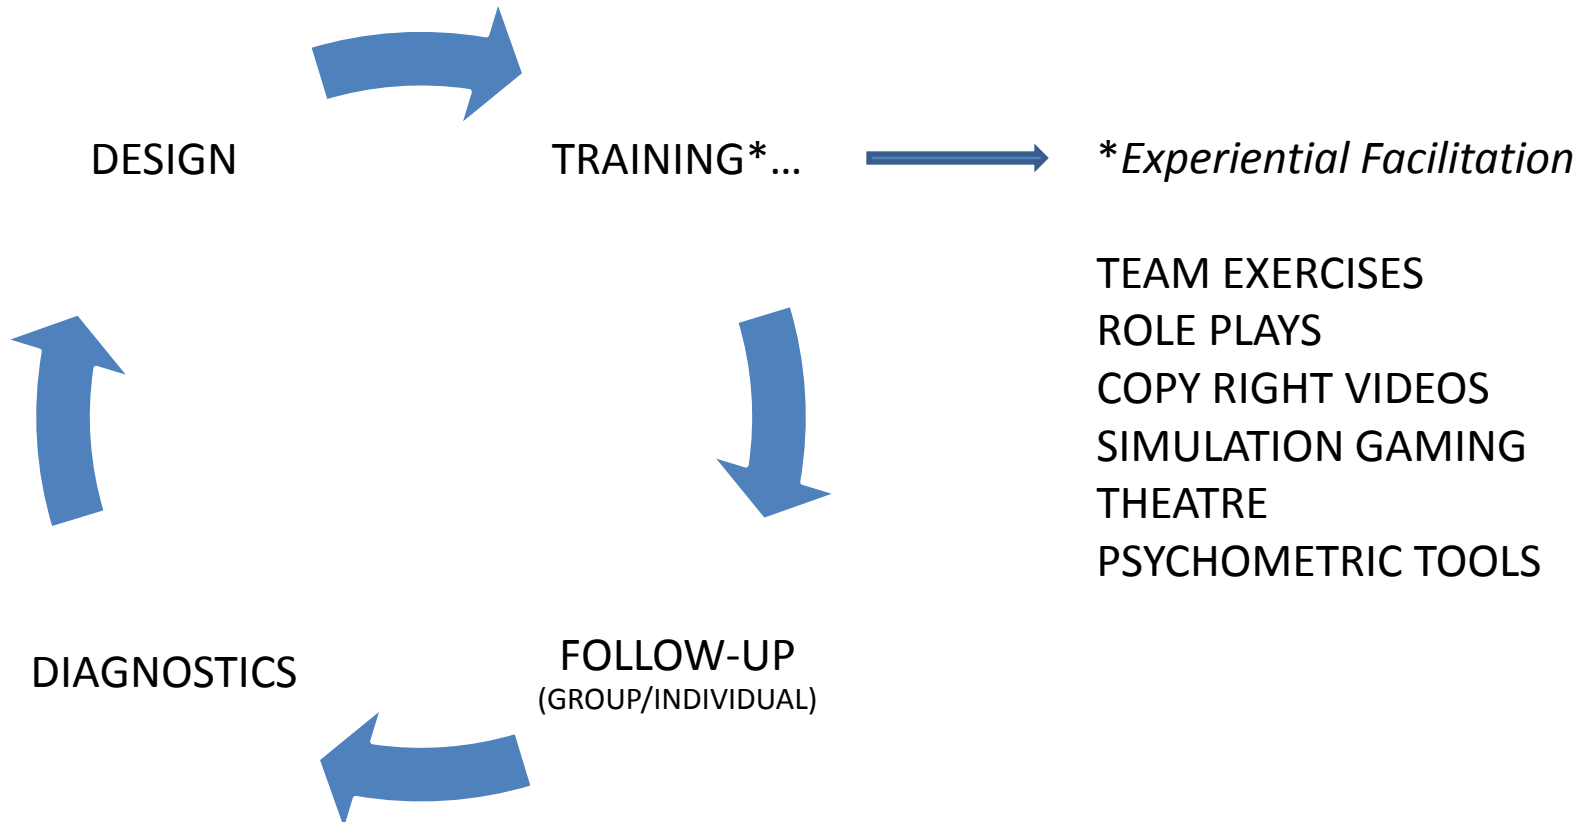 DESIGN
TRAINING*...
*Experiential Facilitation
TEAM EXERCISES
ROLE PLAYS
COPY RIGHT VIDEOS
SIMULATION GAMING
THEATRE
PSYCHOMETRIC TOOLS
DIAGNOSTICS
FOLLOW-UP
(GROUP/INDIVIDUAL)